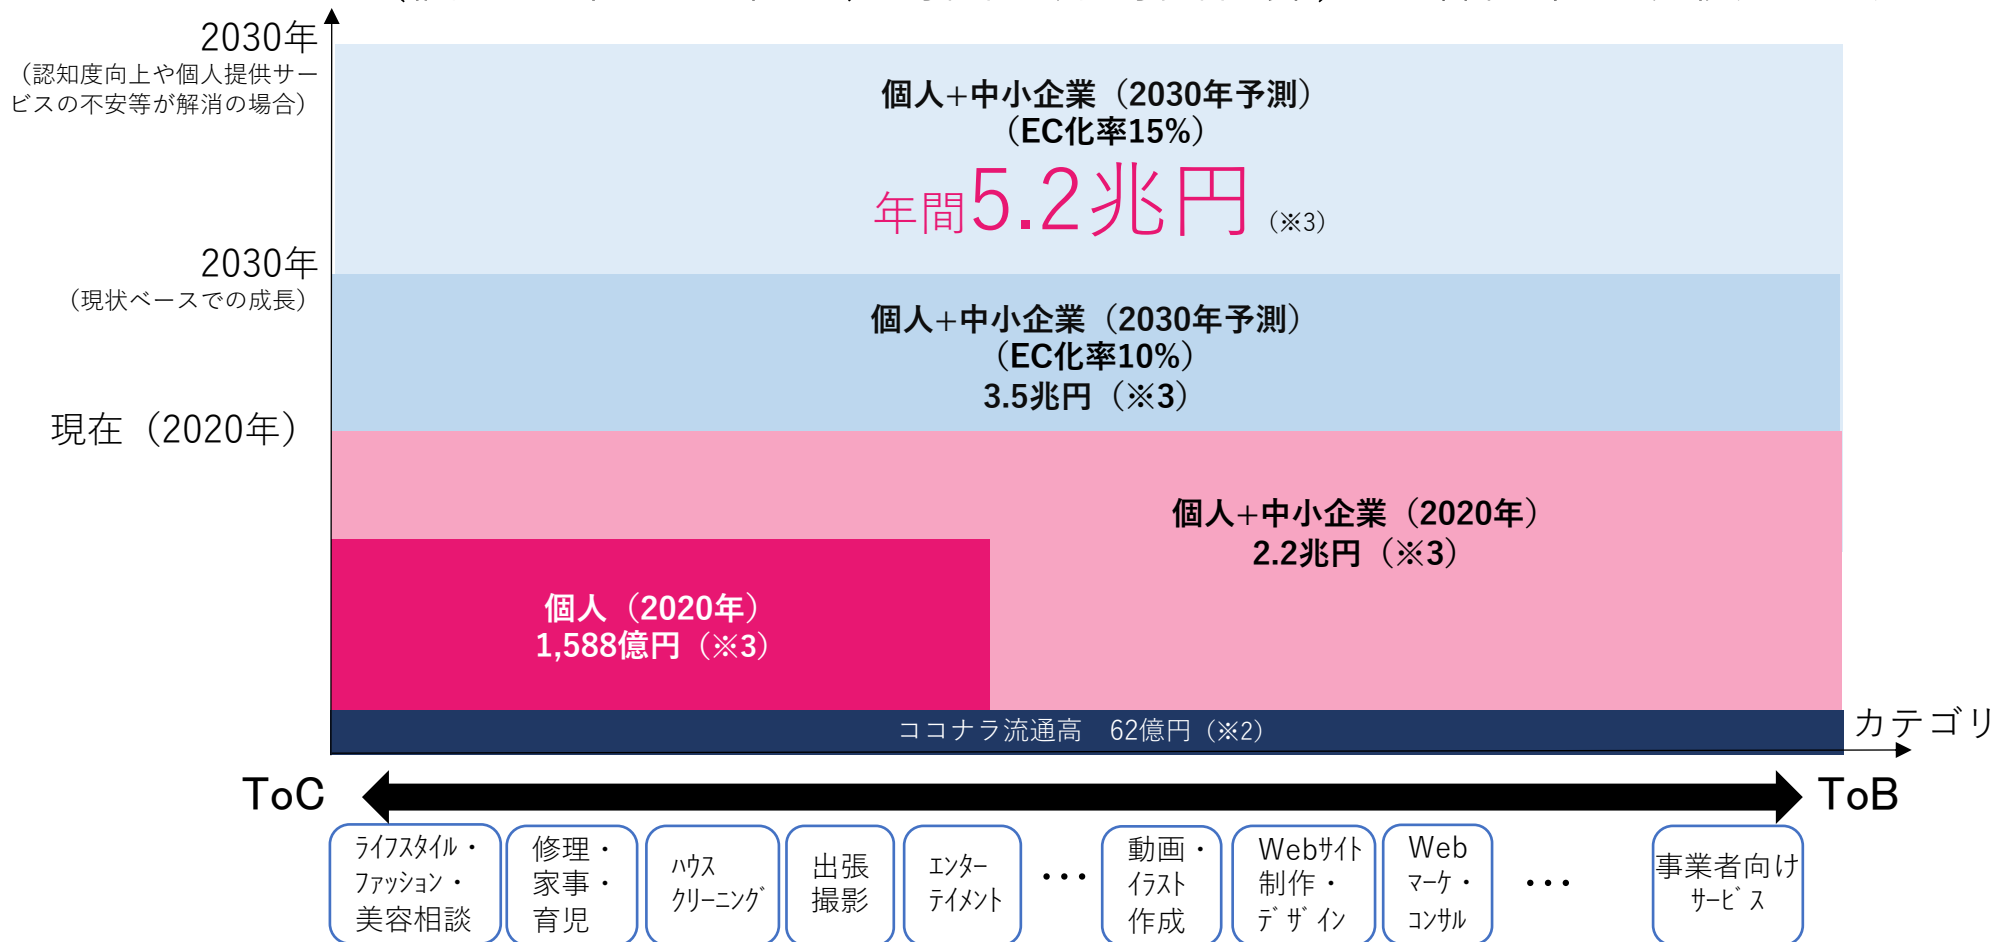 2030年
（認知度向上や個人提供サー
ビスの不安等が解消の場合）
個人+中小企業（2030年予測）
（EC化率15%）
年間5.2兆円（※3）
2030年
（現状ベースでの成長）
個人+中小企業（2030年予測）
（EC化率10%）
3.5兆円（※3）
現在（2020年）
個人+中小企業（2020年）
2.2兆円（※3）
個人（2020年）
1,588億円（※3）
ココナラ流通高　62億円（※2）
カテゴリ
ToC
ToB
ﾗｲﾌｽﾀｲﾙ・
ﾌｧｯｼｮﾝ・
美容相談
修理・
家事・
育児
ﾊｳｽ
ｸﾘｰﾆﾝｸﾞ
出張
撮影
ｴﾝﾀｰ
ﾃｲﾒﾝﾄ
…
動画・
ｲﾗｽﾄ
作成
Webｻｲﾄ
制作・
ﾃﾞｻﾞｲﾝ
Web
ﾏｰｹ・
ｺﾝｻﾙ
…
事業者向け
ｻｰﾋﾞｽ